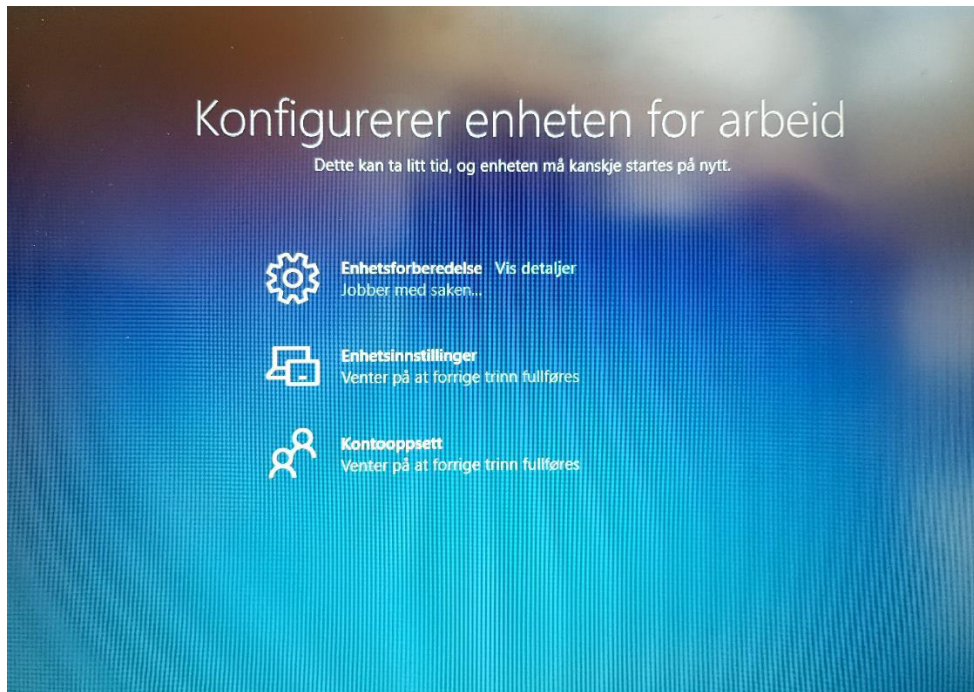 Konfigurerer enheten for arbeid
Dette kan ta litt tid, og enheten må kanskje startes på nytt.
Enhetsforberedelse Vis detaljer
Jobber med saken...
Enhetsinnstillinger
Venter på at forrige trinn fullføres
Kontooppsett
Venter på at forrige trinn fullføres